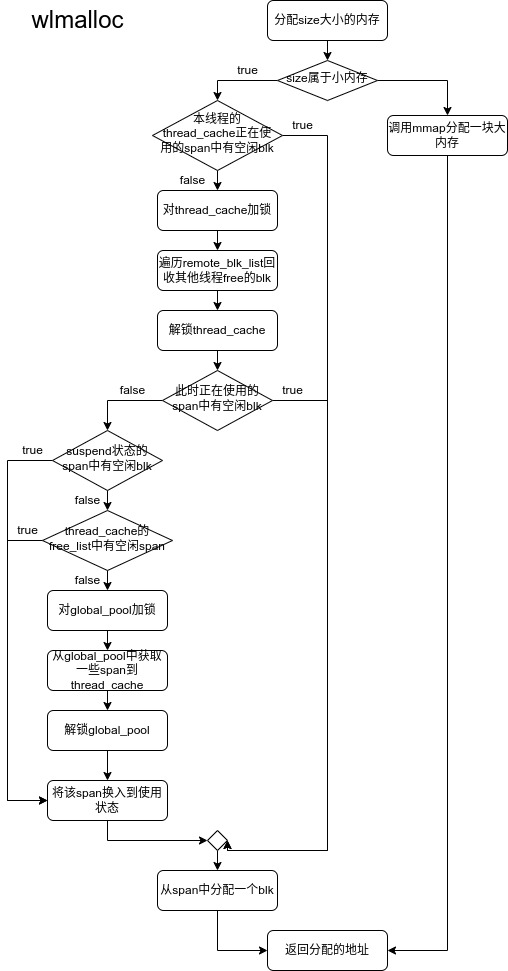 wlmalloc
分配size大小的内存
size属于小内存
true
调用mmap分配一块大
内存
本线程的
thread_cache正在使
用的span中有空闲blk
true
false
对thread_cache加锁
遍历remote_blk_list回
收其他线程free的blk
解锁thread_cache
此时正在使用的
span中有空闲blk
false
true
suspend状态的
span中有空闲blk
true
false
thread_cache的
free_list中有空闲span
true
false
对global_pool加锁
从global_pool中获取
一些span到
thread_cache
解锁global_pool
将该span换入到使用
状态
从span中分配一个blk
返回分配的地址